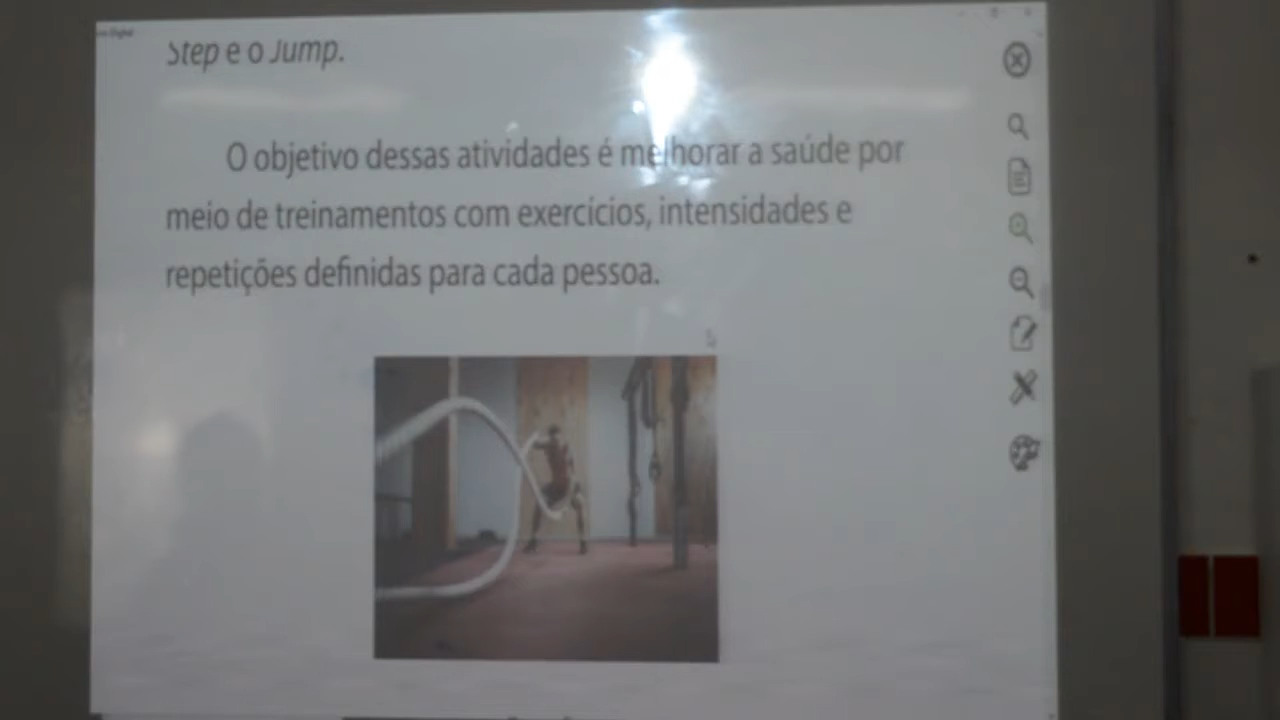 Step e o Jump.
O objetivo dessas atividades é melhorar a saúde por
meio de treinamentos com exercícios, intensidades e
repetições definidas para cada pessoa.